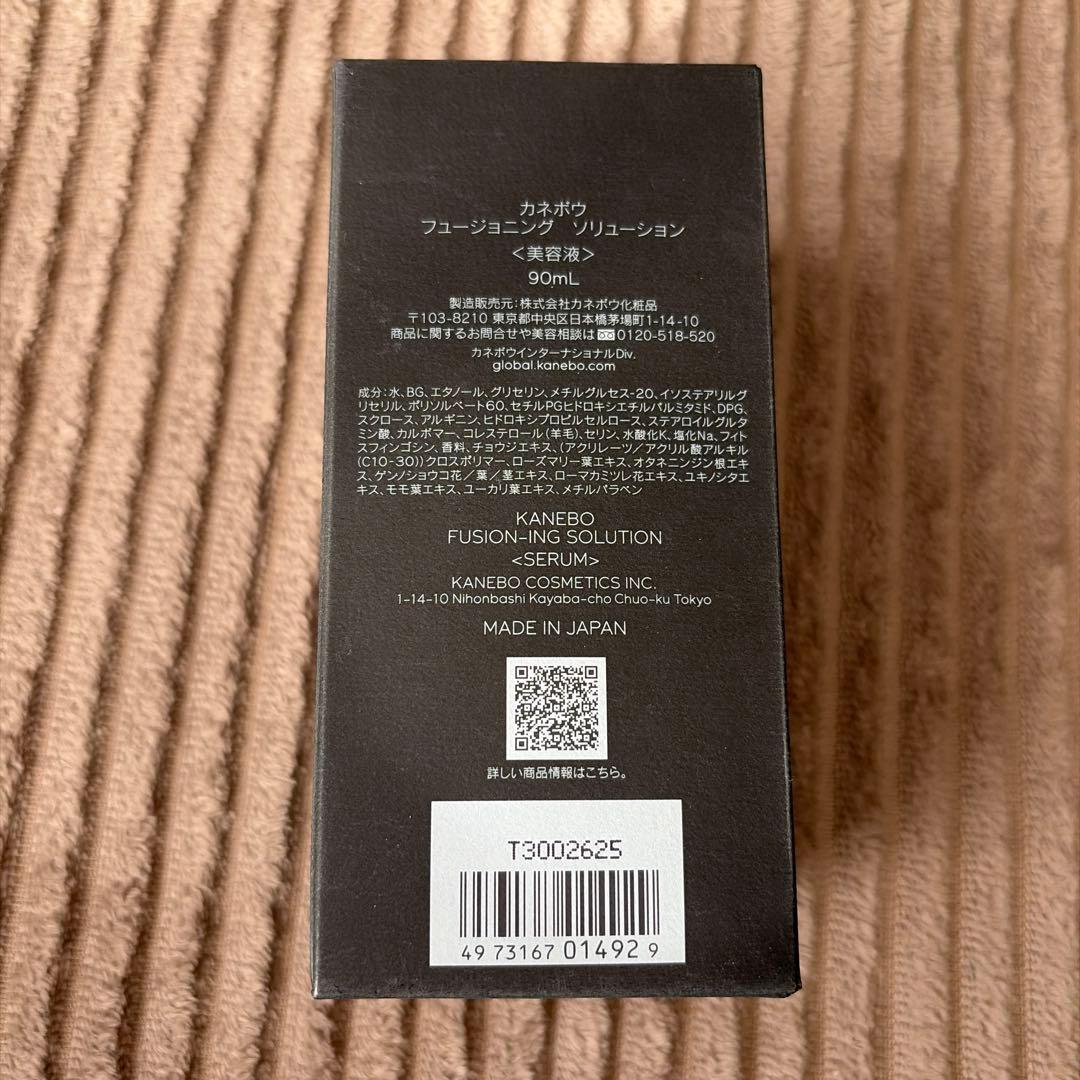 カネボウ
フュージョニング ソリューション
<美容液>
90mL
製造販売元:株式会社カネボウ化粧品
〒103-8210 東京都中央区日本橋茅場町1-14-10
商品に関するお問合せや美容相談は 0120-518-520
カネボウインターナショナルDiv.
global.kanebo.com
成分:水、BG、エタノール、グリセリン、メチルグルセス-20、イソステアリルグ
リセリル、ポリソルベート60、セチルPGヒドロキシエチルパルミタミド、DPG、
スクロース、アルギニン、ヒドロキシプロピルセルロース、ステアロイルグルタ
ミン酸、カルボマー、コレステロール(羊毛)、セリン、水酸化K、塩化Na、フィト
スフィンゴシン、香料、チョウジエキス、(アクリレーツ/アクリル酸アルキル
(C10-30))クロスポリマー、ローズマリー葉エキス、オタネニンジン根エキ
ス、ゲンノショウコ花/葉/茎エキス、ローマカミツレ花エキス、ユキノシタエ
キス、モモ葉エキス、ユーカリ葉エキス、メチルパラベン
KANEBO
FUSION-ING SOLUTION
<SERUM>
KANEBO COSMETICS INC.
1-14-10 Nihonbashi Kayaba-cho Chuo-ku Tokyo
MADE IN JAPAN
詳しい商品情報はこちら。
T3002625
4973167 014929